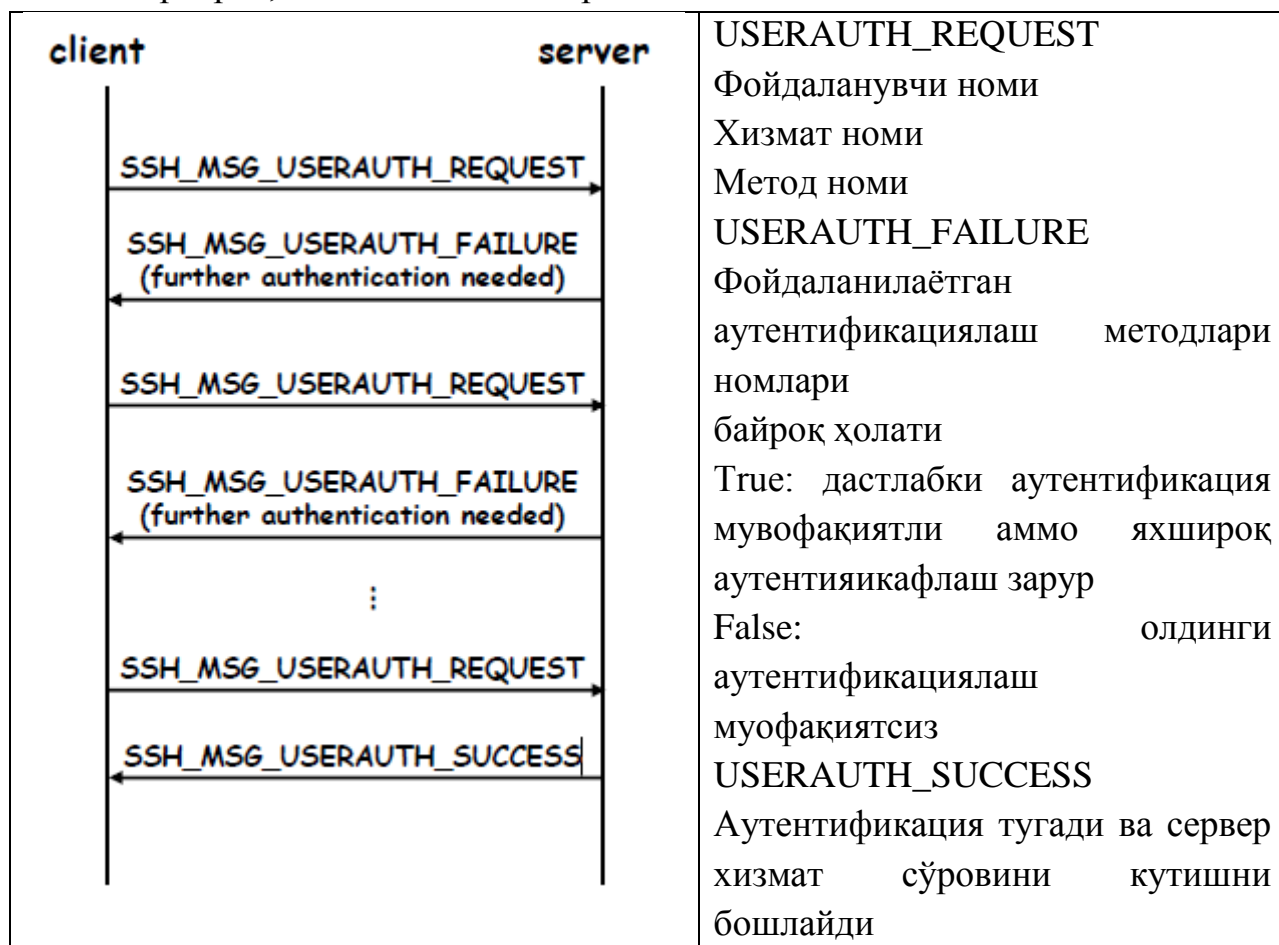 client server
SSH_MSG_USERAUTH_REQUEST
SSH_MSG_USERAUTH_FAILURE
(further authentication needed)
SSH_MSG_USERAUTH_REQUEST
SSH_MSG_USERAUTH_FAILURE
(further authentication needed)
SSH_MSG_USERAUTH_REQUEST
SSH_MSG_USERAUTH_SUCCESS
USERAUTH_REQUEST
Фойдаланувчи номи
Хизмат номи
Метод номи
USERAUTH_FAILURE
Фойдаланилаётган
аутентификациялаш методлари
номлари
байроқ ҳолати
True: дастлабки аутентификация
мувофақиятли аммо яхшироқ
аутентияикафлаш зарур
False: олдинги
аутентификациялаш
муофақиятсиз
USERAUTH_SUCCESS
Аутентификация тугади ва сервер
хизмат сўровини кутишни
бошлайди